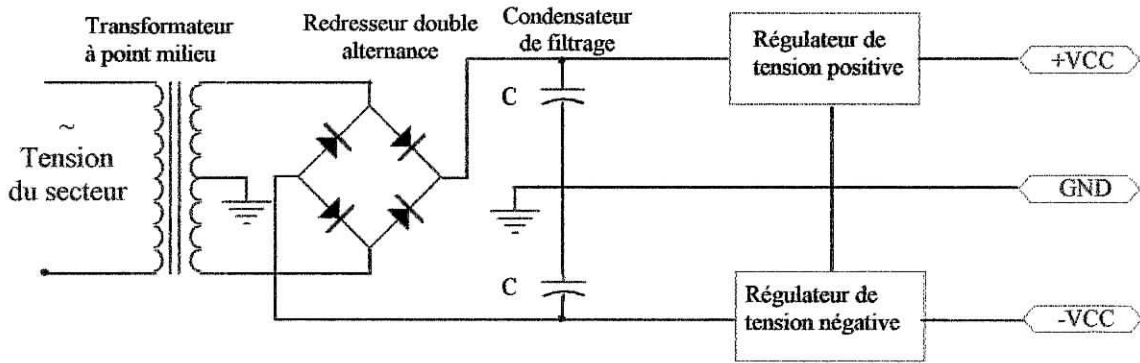 Transformateur
à point milieu
Redresseur double
alternance
Condensateur
de filtrage
Régulateur de
tension positive
+VCC
C
~
Tension
du secteur
GND
C
Régulateur de
tension négative
-VCC